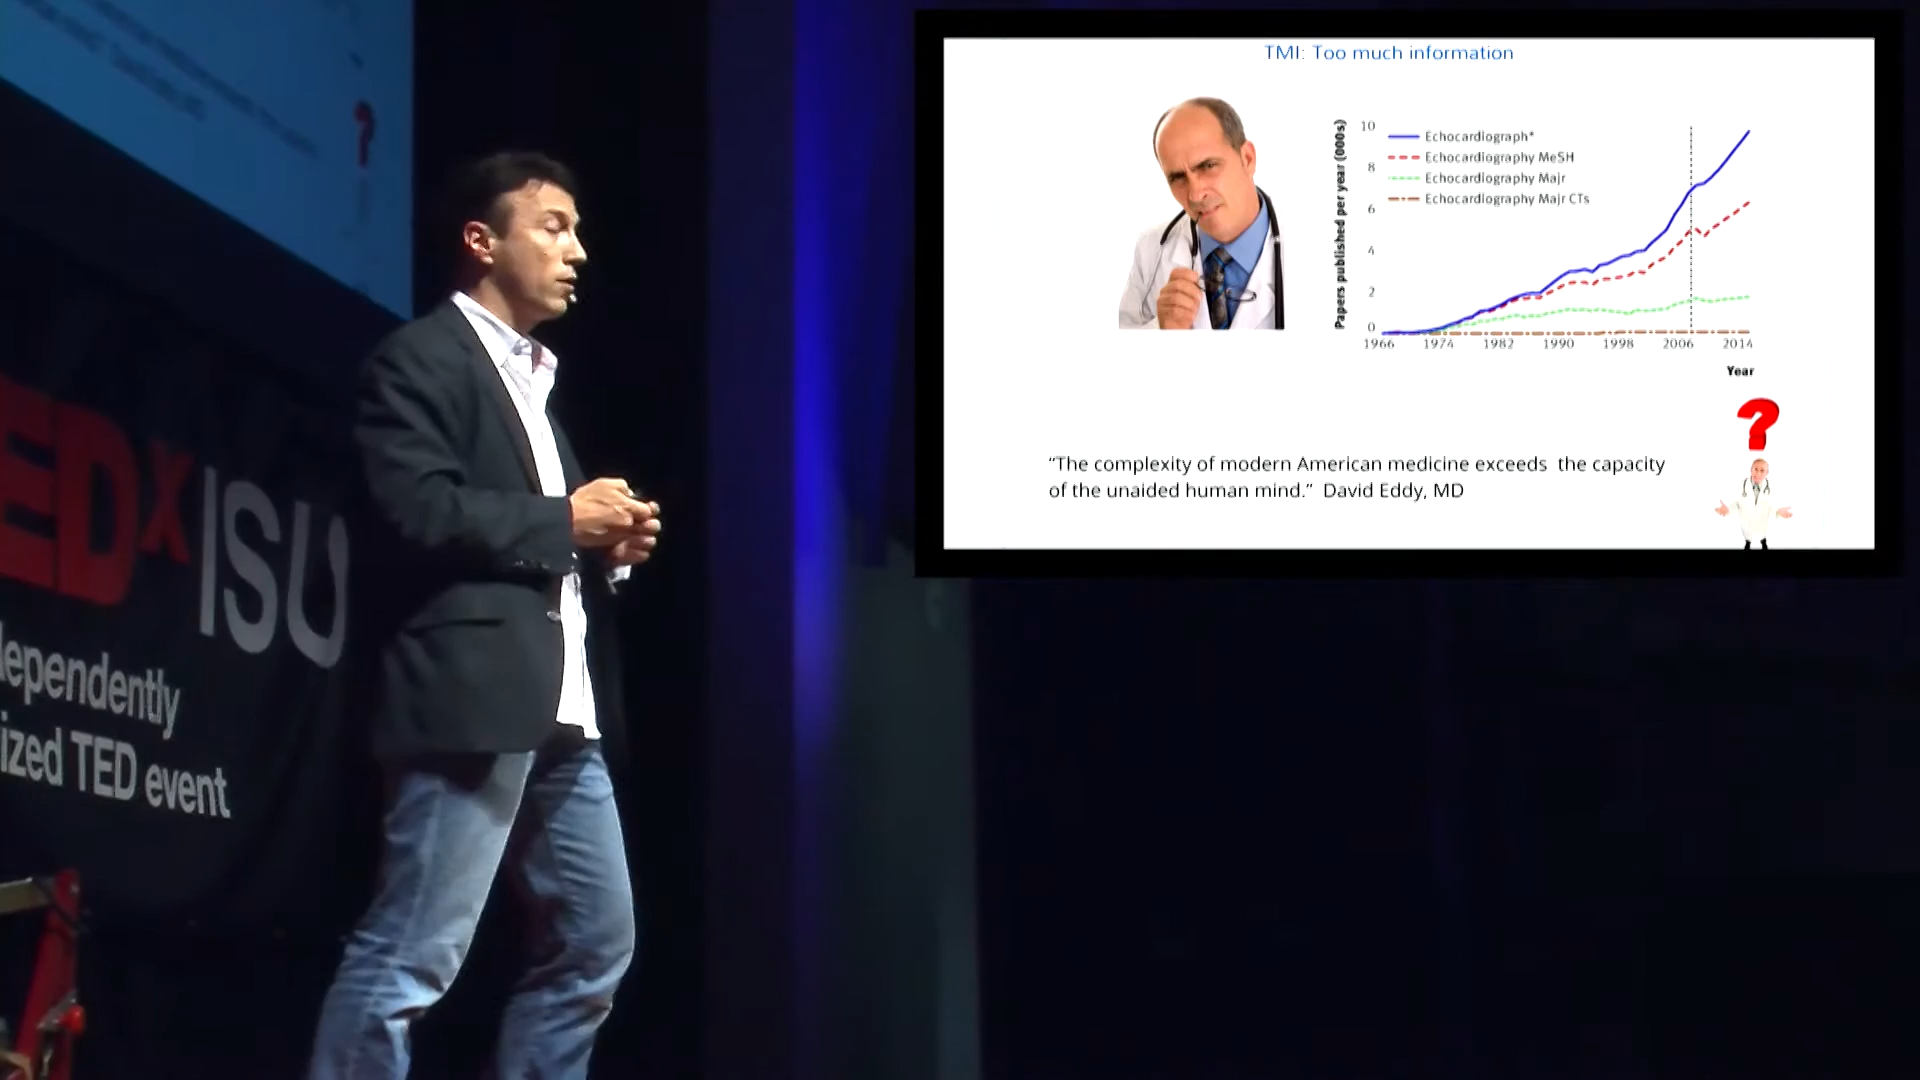 TMI: Too much information
Papers published per year (000s)
10
8
6
4
2
0
Echocardiograph*
Echocardiography MeSH
Echocardiography Majr
Echocardiography Majr CTs
1966 1974 1982 1990 1998 2006 2014
Year
?
“The complexity of modern American medicine exceeds the capacity
of the unaided human mind.” David Eddy, MD
?
EDx ISU
dependently
ized TED event